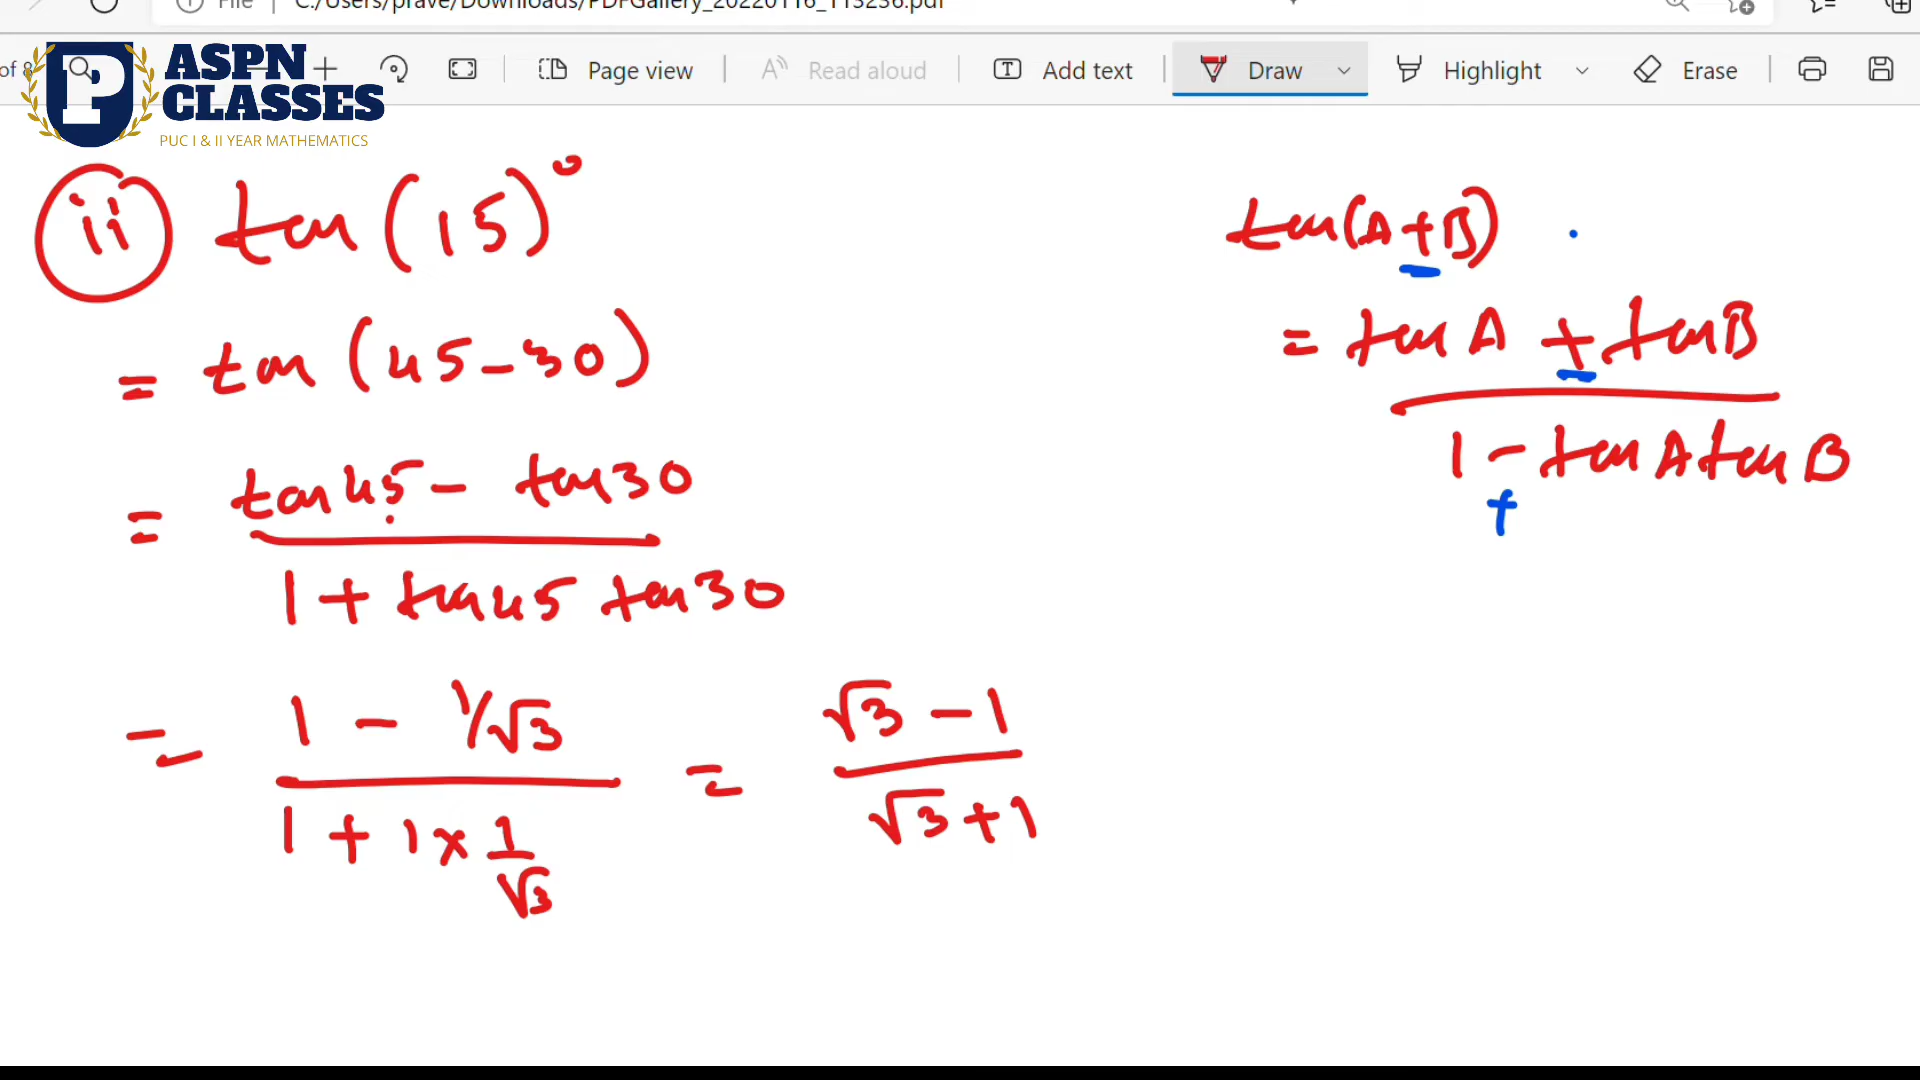 File C:/Users/prave/Downloads/PDFGallery_20220116_113236.pdf
of 8 Page view Read aloud Add text Draw Highlight Erase
ASPN
CLASSES
PUC I & II YEAR MATHEMATICS
ii tan(15)°
= tan(45-30)
= tan45 - tan30
1 + tan45 tan30
= 1 - 1/√3 = √3 - 1
1 + 1 x 1/√3 √3 + 1
tan(A+B)
= tanA + tanB
1 - tanA tanB
+